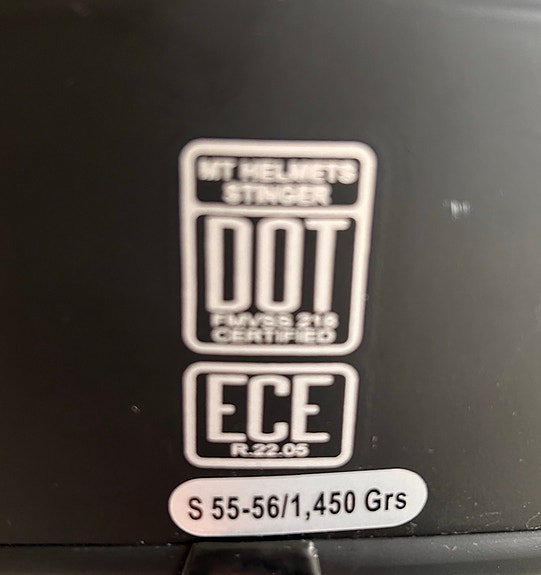 MT HELMETS
STINGER
DOT
FMVSS 218
CERTIFIED
ECE
R.22.05
S 55-56/1,450 Grs